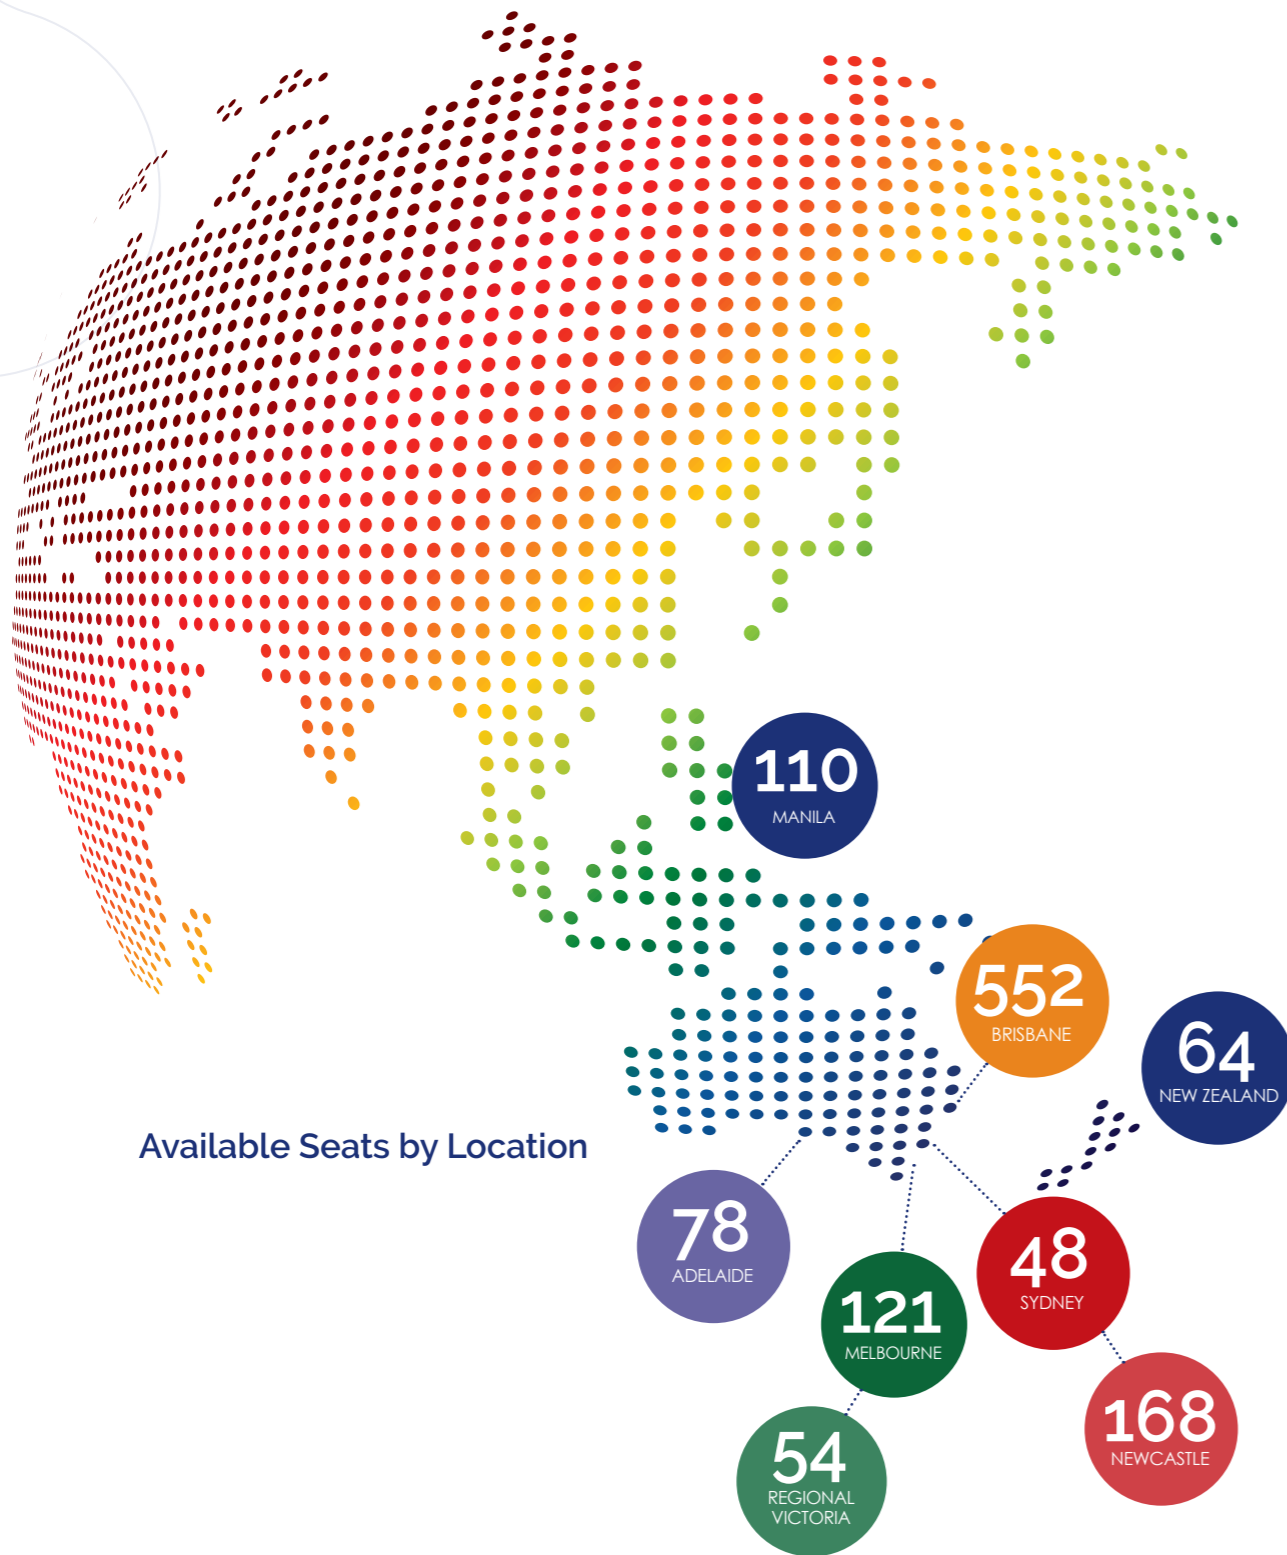 110
MANILA
552
BRISBANE
64
NEW ZEALAND
Available Seats by Location
78
ADELAIDE
48
SYDNEY
121
MELBOURNE
168
NEWCASTLE
54
REGIONAL
VICTORIA